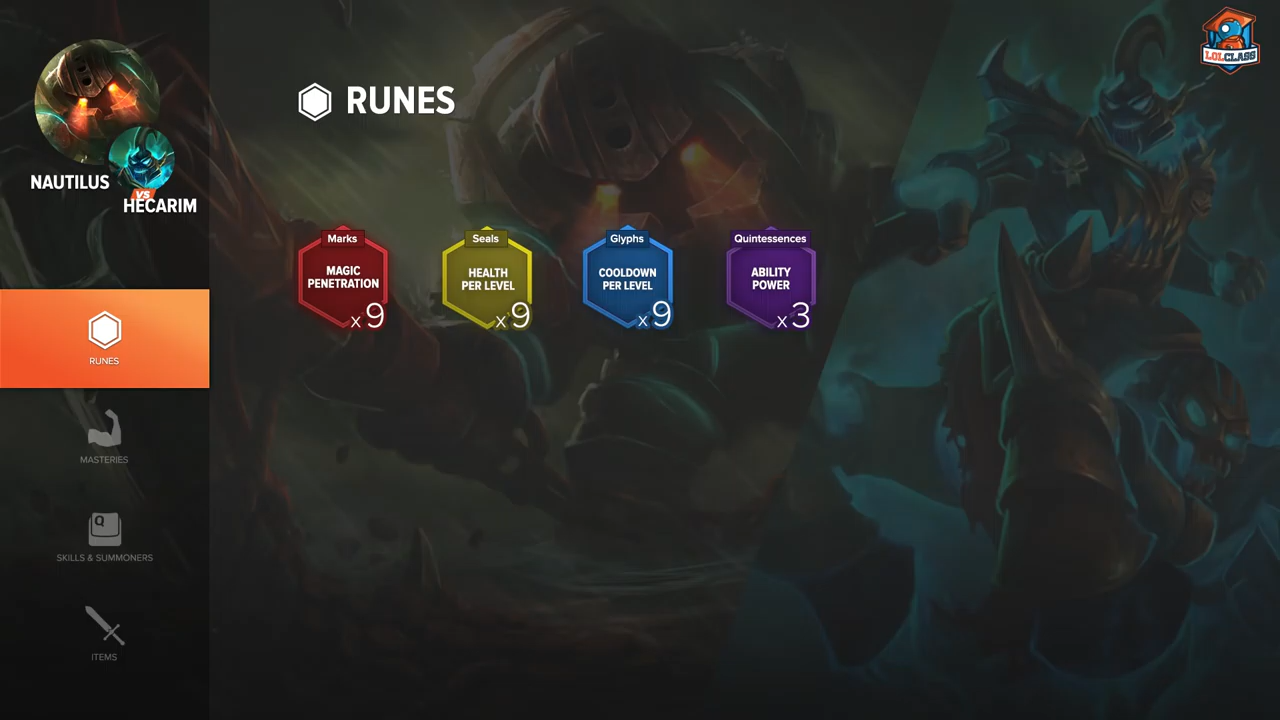 LOLCLASS
RUNES
NAUTILUS
VS
HECARIM
Marks
MAGIC
PENETRATION
x9
Seals
HEALTH
PER LEVEL
x9
Glyphs
COOLDOWN
PER LEVEL
x9
Quintessences
ABILITY
POWER
x3
RUNES
MASTERIES
Q
SKILLS & SUMMONERS
ITEMS